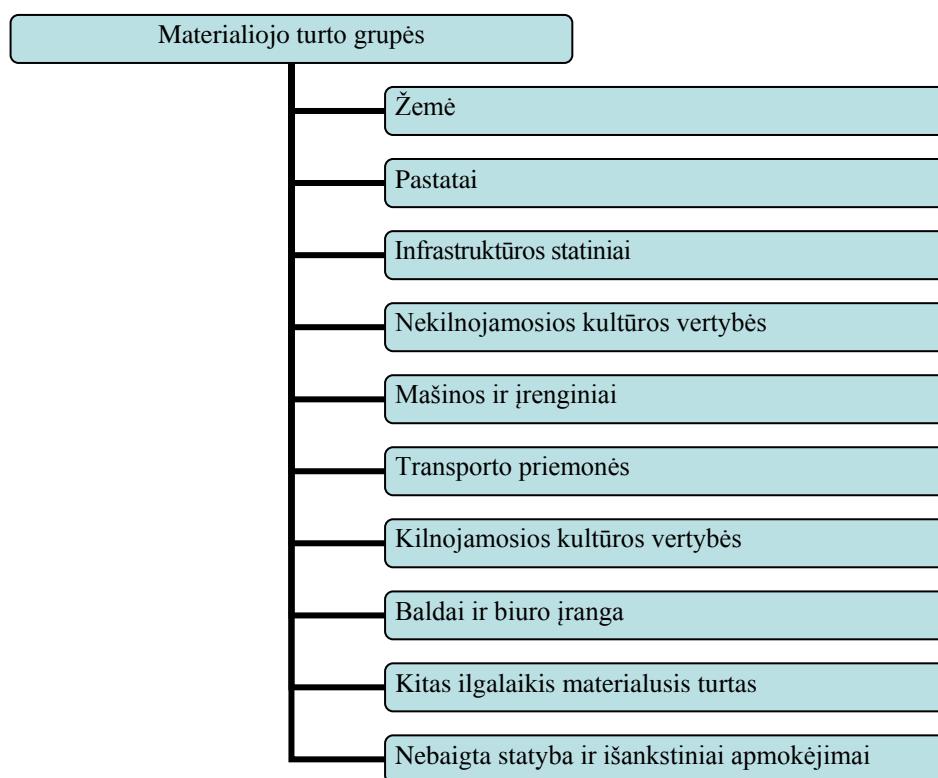 Materialiojo turto grupės
Žemė
Pastatai
Infrastruktūros statiniai
Nekilnojamosios kultūros vertybės
Mašinos ir įrenginiai
Transporto priemonės
Kilnojamosios kultūros vertybės
Baldai ir biuro įranga
Kitas ilgalaikis materialusis turtas
Nebaigta statyba ir išankstiniai apmokėjimai